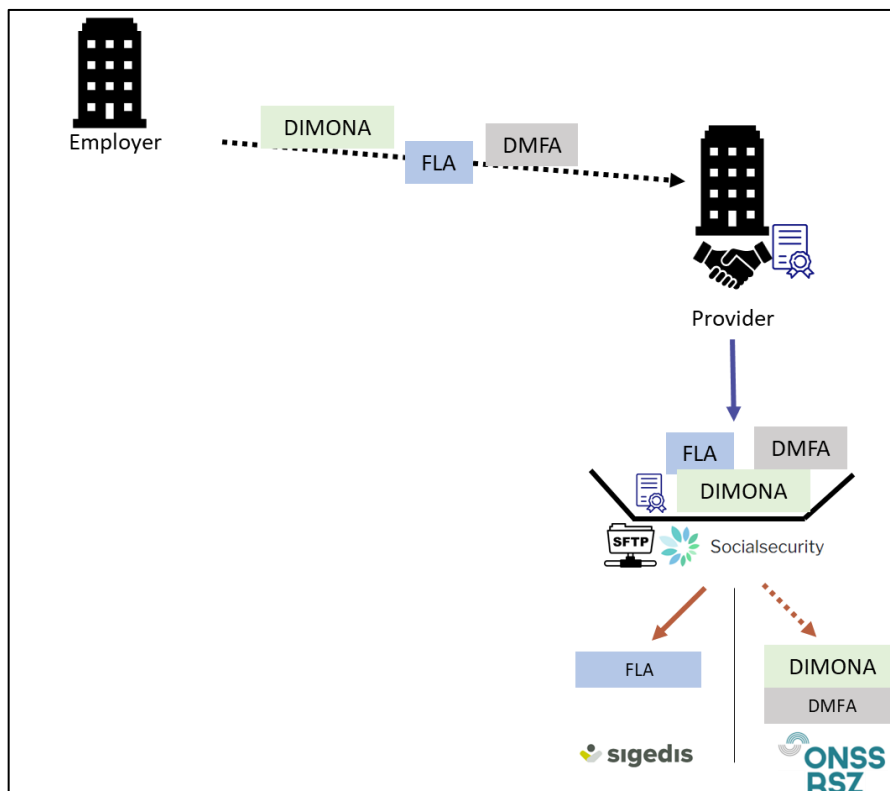 Employer
DIMONA
FLA
DMFA
Provider
FLA
DMFA
DIMONA
SFTP
Socialsecurity
FLA
DIMONA
DMFA
sigedis
ONSS
RSZ